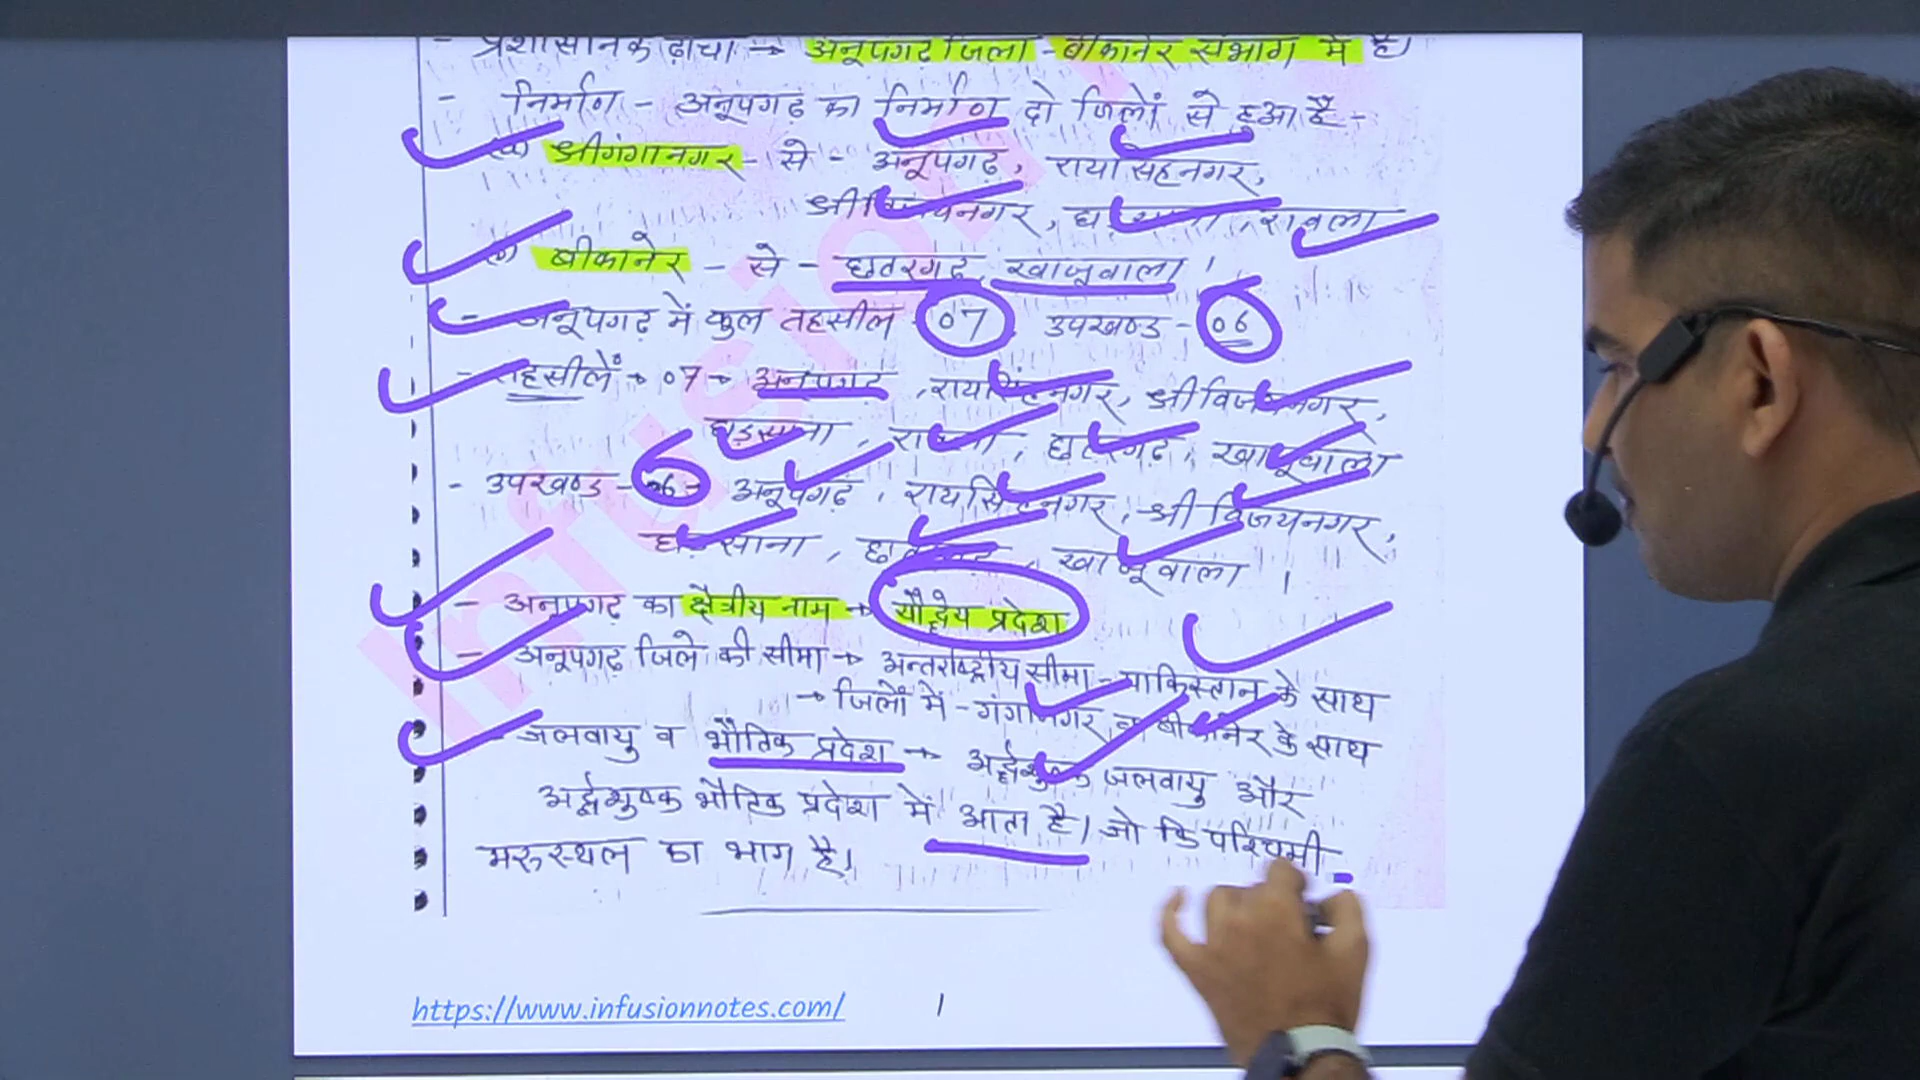 - प्रशासनिक ढ़ांचा → अनूपगढ़ जिला - बीकानेर संभाग में है।
- निर्माण - अनूपगढ़ का निर्माण दो जिलों से हुआ है -
श्रीगंगानगर - से - अनूपगढ़, रायसिंहनगर,
श्रीविजयनगर, घड़साना, रावला
बीकानेर - से - छतरगढ़, खाजूवाला।
- अनूपगढ़ में कुल तहसील 07 उपखण्ड - 06
- तहसीलें → 07 → अनूपगढ़, रायसिंहनगर, श्रीविजयनगर,
घड़साना, रावला, छतरगढ़, खाजूवाला
- उपखण्ड - 06 - अनूपगढ़, रायसिंहनगर, श्री विजयनगर,
घड़साना, छतरगढ़, खाजूवाला।
- अनूपगढ़ का क्षेत्रीय नाम → यौद्धेय प्रदेश
- अनूपगढ़ जिले की सीमा → अन्तर्राष्ट्रीय सीमा - पाकिस्तान के साथ
→ जिलों में - गंगानगर व बीकानेर के साथ
- जलवायु व भौतिक प्रदेश → अर्द्धशुष्क जलवायु और
अर्द्धशुष्क भौतिक प्रदेश में आता है। जो कि पश्चिमी
मरुस्थल का भाग है।
https://www.infusionnotes.com/ 1